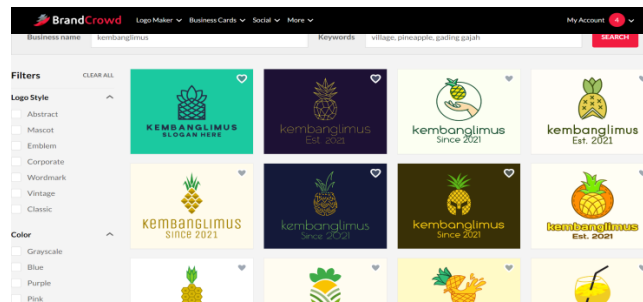 BrandCrowd Logo Maker Business Cards Social More My Account 4
Business name kembanglimus Keywords village, pineapple, gading gajah SEARCH
Filters CLEAR ALL
Logo Style
Abstract
Mascot
Emblem
Corporate
Wordmark
Vintage
Classic
Color
Grayscale
Blue
Purple
Pink
KEMBANGLIMUS
SLOGAN HERE
kembanglimus
Est. 2021
kembanglimus
Since 2021
kembanglimus
Est. 2021
KEMBANGLIMUS
SINCE 2021
kembanglimus
Since 2021
kembanglimus
Since 2021
kembanglimus
Est. 2021